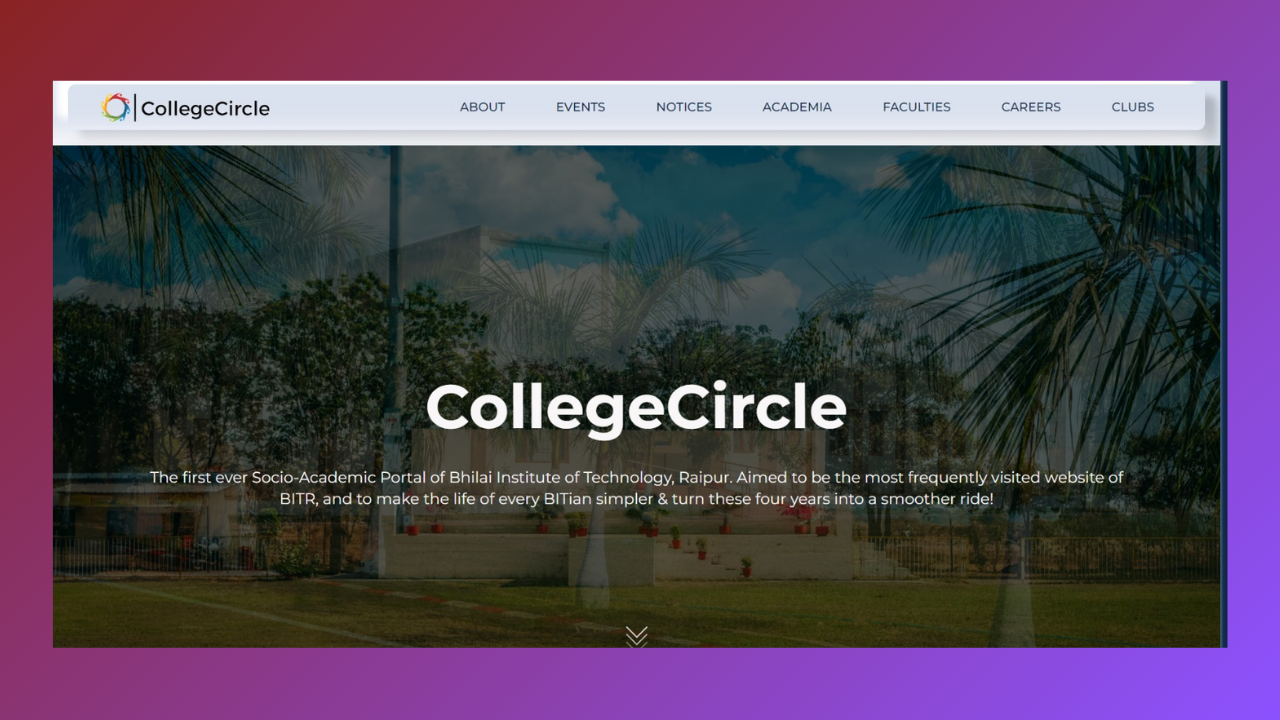 CollegeCircle
ABOUT EVENTS NOTICES ACADEMIA FACULTIES CAREERS CLUBS
CollegeCircle
The first ever Socio-Academic Portal of Bhilai Institute of Technology, Raipur. Aimed to be the most frequently visited website of
BITR, and to make the life of every BITian simpler & turn these four years into a smoother ride!